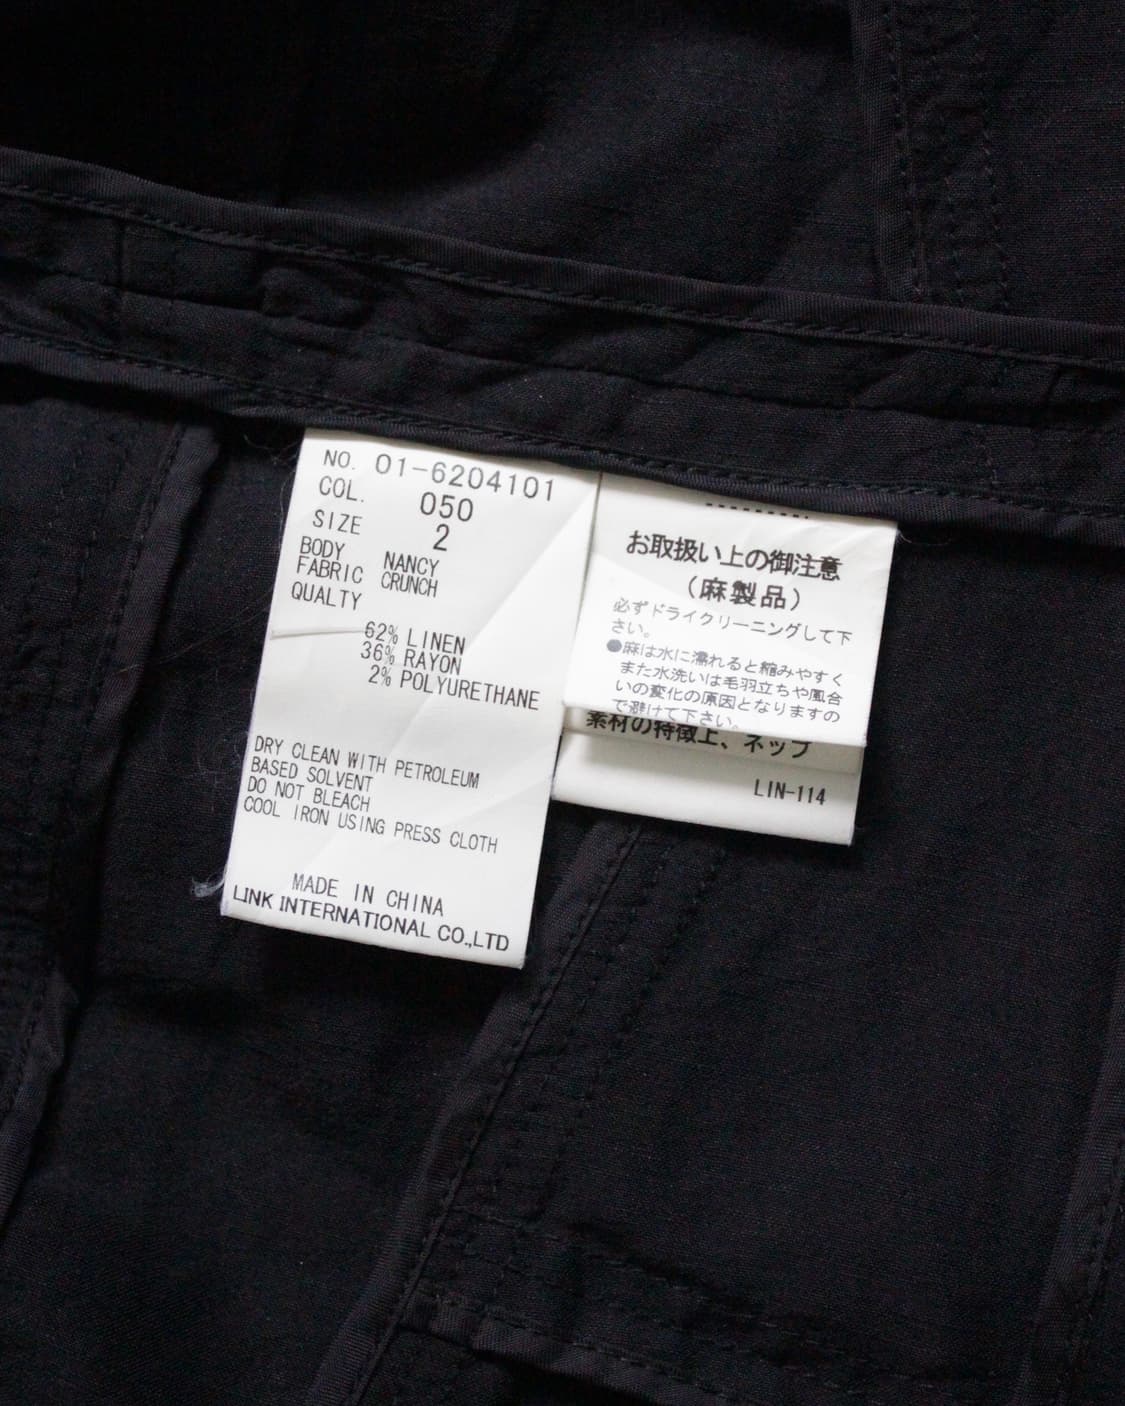 NO. 01-6204101
COL. 050
SIZE 2
BODY
FABRIC NANCY
CRUNCH
QUALTY
62% LINEN
36% RAYON
2% POLYURETHANE
DRY CLEAN WITH PETROLEUM
BASED SOLVENT
DO NOT BLEACH
COOL IRON USING PRESS CLOTH
MADE IN CHINA
LINK INTERNATIONAL CO.,LTD
お取扱い上の御注意
（麻製品）
必ずドライクリーニングして下
さい。
●麻は水に濡れると縮みやすく
また水洗いは毛羽立ちや風合
いの変化の原因となりますの
で避けて下さい。
素材の特徴上、ネップ
LIN-114